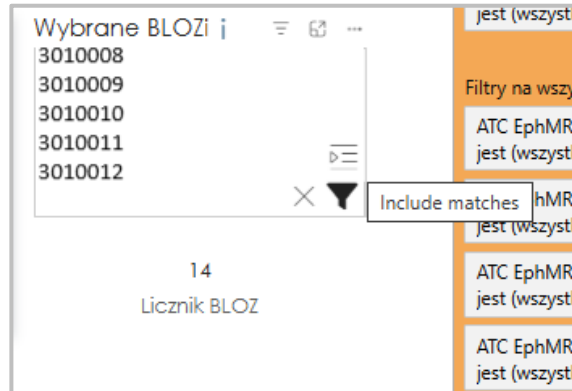 Wybrane BLOZi i
3010008
3010009
3010010
3010011
3010012
Include matches
14
Licznik BLOZ
jest (wszyst
Filtry na wszy
ATC EphMR
jest (wszyst
hMR
jest (wszyst
ATC EphMR
jest (wszyst
ATC EphMR
jest (wszyst